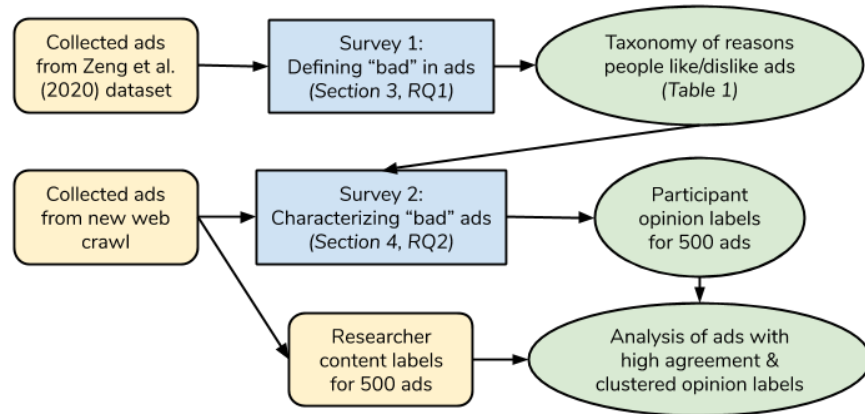 Collected ads
from Zeng et al.
(2020) dataset
Survey 1:
Defining “bad” in ads
(Section 3, RQ1)
Taxonomy of reasons
people like/dislike ads
(Table 1)
Collected ads
from new web
crawl
Survey 2:
Characterizing “bad” ads
(Section 4, RQ2)
Participant
opinion labels
for 500 ads
Researcher
content labels
for 500 ads
Analysis of ads with
high agreement &
clustered opinion labels